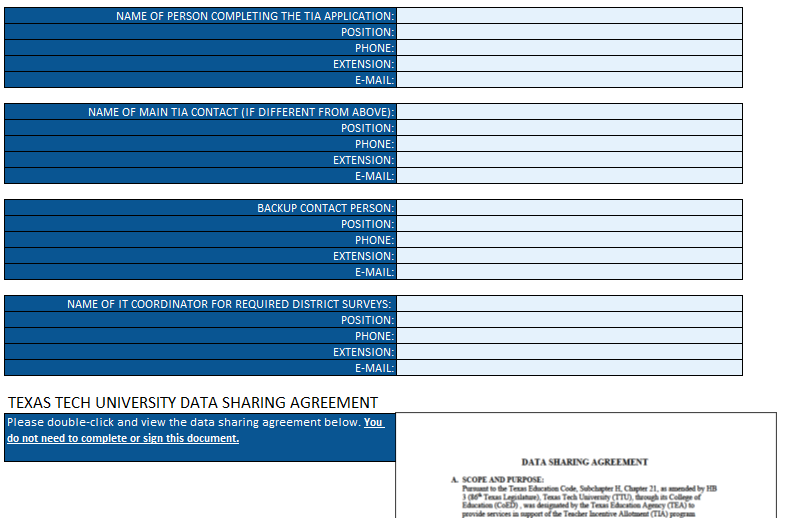 NAME OF PERSON COMPLETING THE TIA APPLICATION:
POSITION:
PHONE:
EXTENSION:
E-MAIL:
NAME OF MAIN TIA CONTACT (IF DIFFERENT FROM ABOVE):
POSITION:
PHONE:
EXTENSION:
E-MAIL:
BACKUP CONTACT PERSON:
POSITION:
PHONE:
EXTENSION:
E-MAIL:
NAME OF IT COORDINATOR FOR REQUIRED DISTRICT SURVEYS:
POSITION:
PHONE:
EXTENSION:
E-MAIL:
TEXAS TECH UNIVERSITY DATA SHARING AGREEMENT
Please double-click and view the data sharing agreement below. You
do not need to complete or sign this document.
DATA SHARING AGREEMENT
A. SCOPE AND PURPOSE:
Pursuant to the Texas Education Code, Subchapter H, Chapter 21, as amended by HB
3 (86th Texas Legislature), Texas Tech University (TTU), through its College of
Education (CoED) , was designated by the Texas Education Agency (TEA) to
provide services in support of the Teacher Incentive Allotment (TIA) program